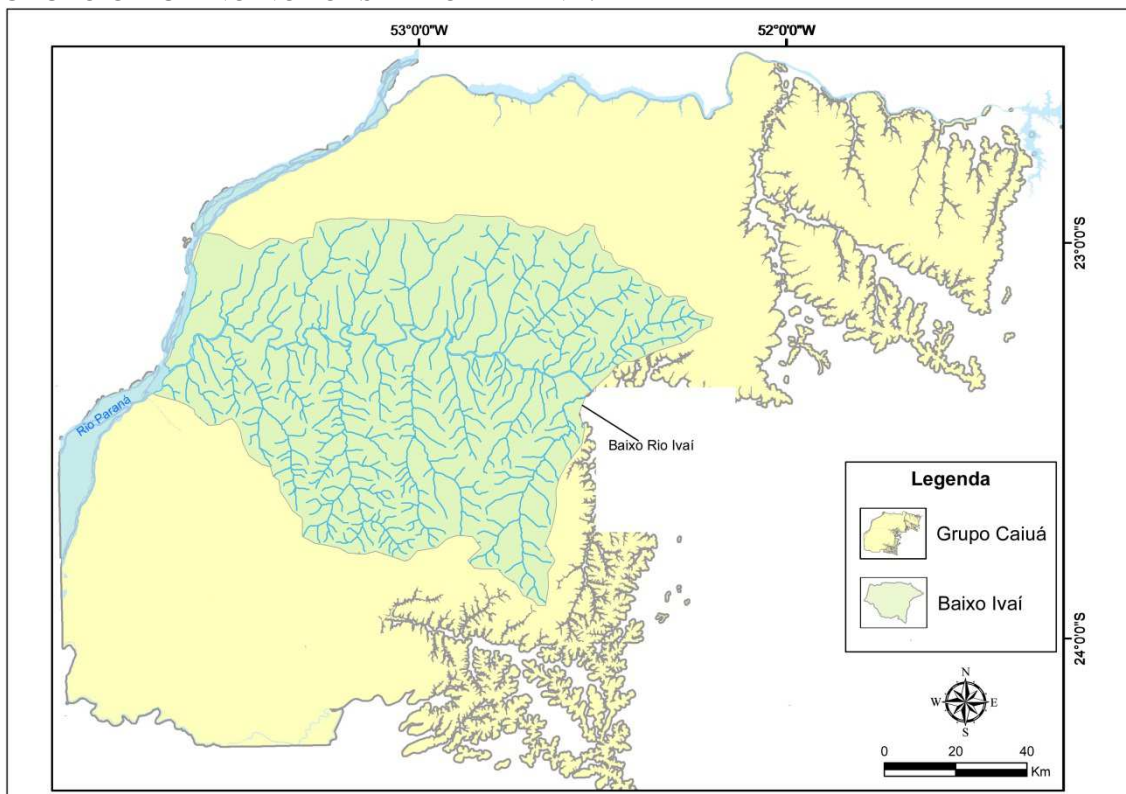 53°0'0"W
52°0'0"W
23°0'0"S
Rio Paraná
Baixo Rio Ivaí
Legenda
Grupo Caiuá
Baixo Ivaí
24°0'0"S
N
W
E
S
0 20 40
Km